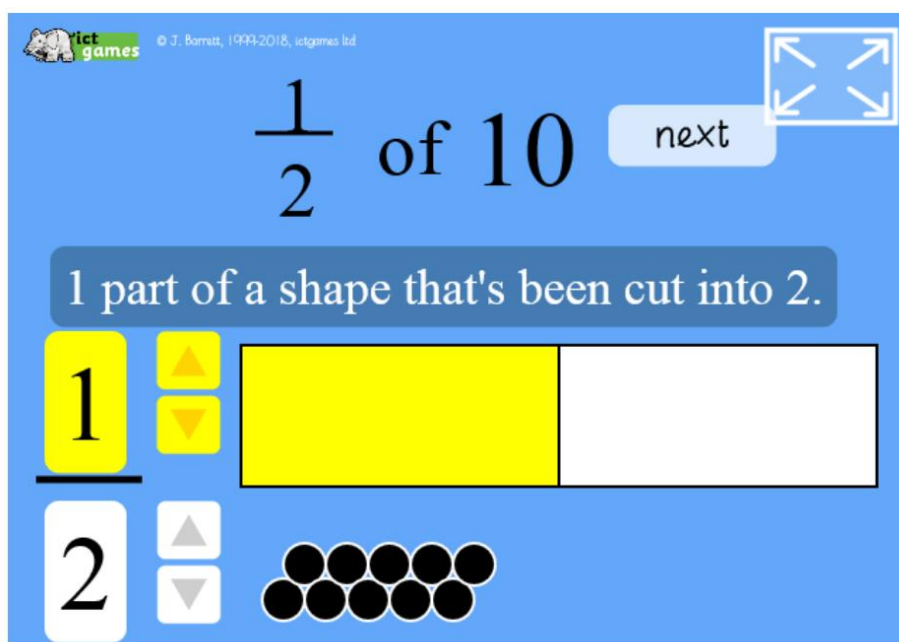 ict
games
© J. Barrett, 1999-2018, ictgames ltd
1
2
of 10
next
1 part of a shape that's been cut into 2.
1
2